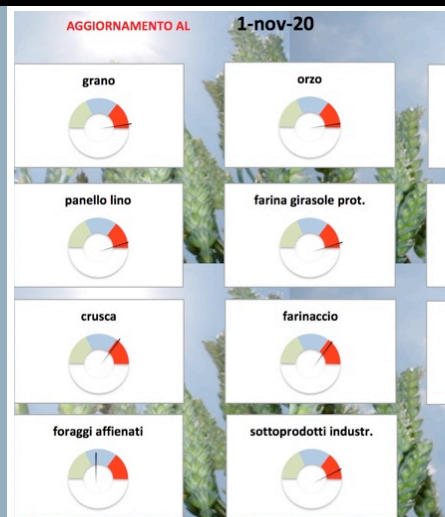 AGGIORNAMENTO AL 1-nov-20
grano
orzo
panello lino
farina girasole prot.
crusca
farinaccio
foraggi affienati
sottoprodotti industr.